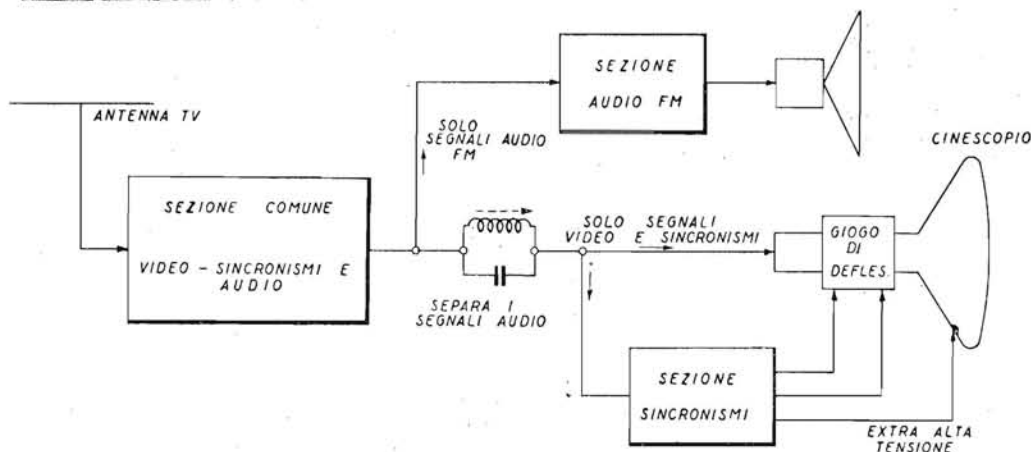 ANTENNA TV
SEZIONE COMUNE
VIDEO - SINCRONISMI E
AUDIO
SOLO
SEGNALI AUDIO
FM
SEZIONE
AUDIO FM
SEPARA I
SEGNALI AUDIO
SOLO SEGNALI
VIDEO E SINCRONISMI
CINESCOPIO
GIOGO
DI
DEFLES.
SEZIONE
SINCRONISMI
EXTRA ALTA
TENSIONE